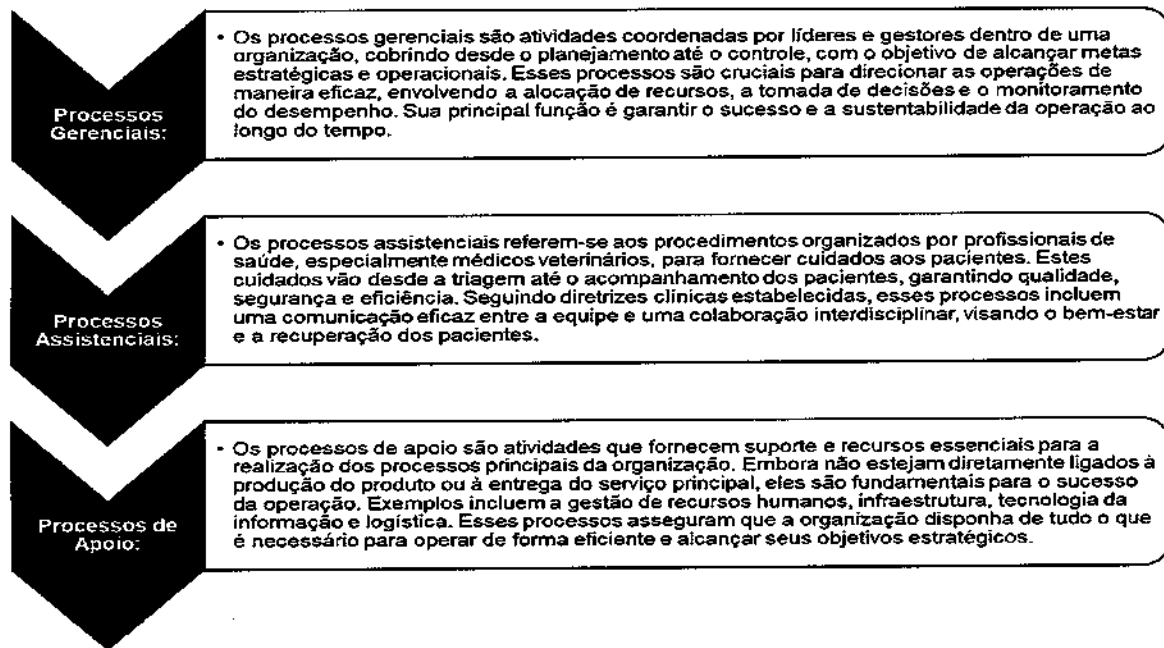 Processos
Gerenciais:
• Os processos gerenciais são atividades coordenadas por líderes e gestores dentro de uma
organização, cobrindo desde o planejamento até o controle, com o objetivo de alcançar metas
estratégicas e operacionais. Esses processos são cruciais para direcionar as operações de
maneira eficaz, envolvendo a alocação de recursos, a tomada de decisões e o monitoramento
do desempenho. Sua principal função é garantir o sucesso e a sustentabilidade da operação ao
longo do tempo.
Processos
Assistenciais:
• Os processos assistenciais referem-se aos procedimentos organizados por profissionais de
saúde, especialmente médicos veterinários, para fornecer cuidados aos pacientes. Estes
cuidados vão desde a triagem até o acompanhamento dos pacientes, garantindo qualidade,
segurança e eficiência. Seguindo diretrizes clínicas estabelecidas, esses processos incluem
uma comunicação eficaz entre a equipe e uma colaboração interdisciplinar, visando o bem-estar
e a recuperação dos pacientes.
Processos de
Apoio:
• Os processos de apoio são atividades que fornecem suporte e recursos essenciais para a
realização dos processos principais da organização. Embora não estejam diretamente ligados à
produção do produto ou à entrega do serviço principal, eles são fundamentais para o sucesso
da operação. Exemplos incluem a gestão de recursos humanos, infraestrutura, tecnologia da
informação e logística. Esses processos asseguram que a organização disponha de tudo o que
é necessário para operar de forma eficiente e alcançar seus objetivos estratégicos.